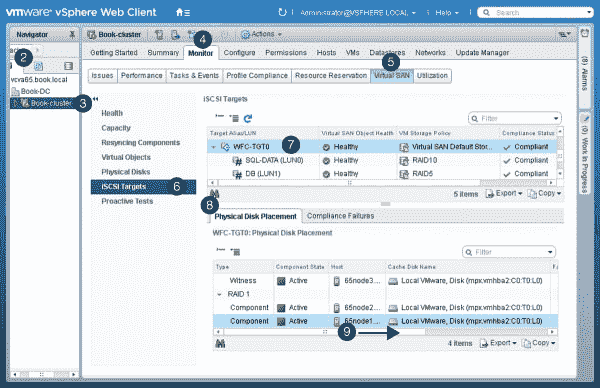 vmware® vSphere Web Client
Administrator@VSPHERE.LOCAL
Help
Search
Navigator
Book-cluster
Actions
4
Getting Started Summary Monitor Configure Permissions Hosts VMs Datastores Networks Update Manager
2
5
Issues Performance Tasks & Events Profile Compliance Resource Reservation Virtual SAN Utilization
vcva65.book.local
Book-DC
Book-cluster
3
Health
Capacity
Resyncing Components
Virtual Objects
Physical Disks
iSCSI Targets
6
Proactive Tests
iSCSI Targets
Filter
Target Alias/LUN Virtual SAN Object Health VM Storage Policy Compliance Status
WFC-TGT0 7 Healthy Virtual SAN Default Stor... Compliant
SQL-DATA (LUN0) Healthy RAID10 Compliant
DB (LUN1) Healthy RAID5 Compliant
5 items Export Copy
8
Physical Disk Placement Compliance Failures
WFC-TGT0: Physical Disk Placement
Filter
Type Component State Host Cache Disk Name
Witness Active 65node3... Local VMware, Disk (mpx.vmhba2:C0:T0:L0)
RAID 1
Component Active 65node2... Local VMware, Disk (mpx.vmhba2:C0:T0:L0)
Component Active 65node1... Local VMware, Disk (mpx.vmhba2:C0:T0:L0)
9
4 items Export Copy
(8) Alarms
(0) Work In Progress